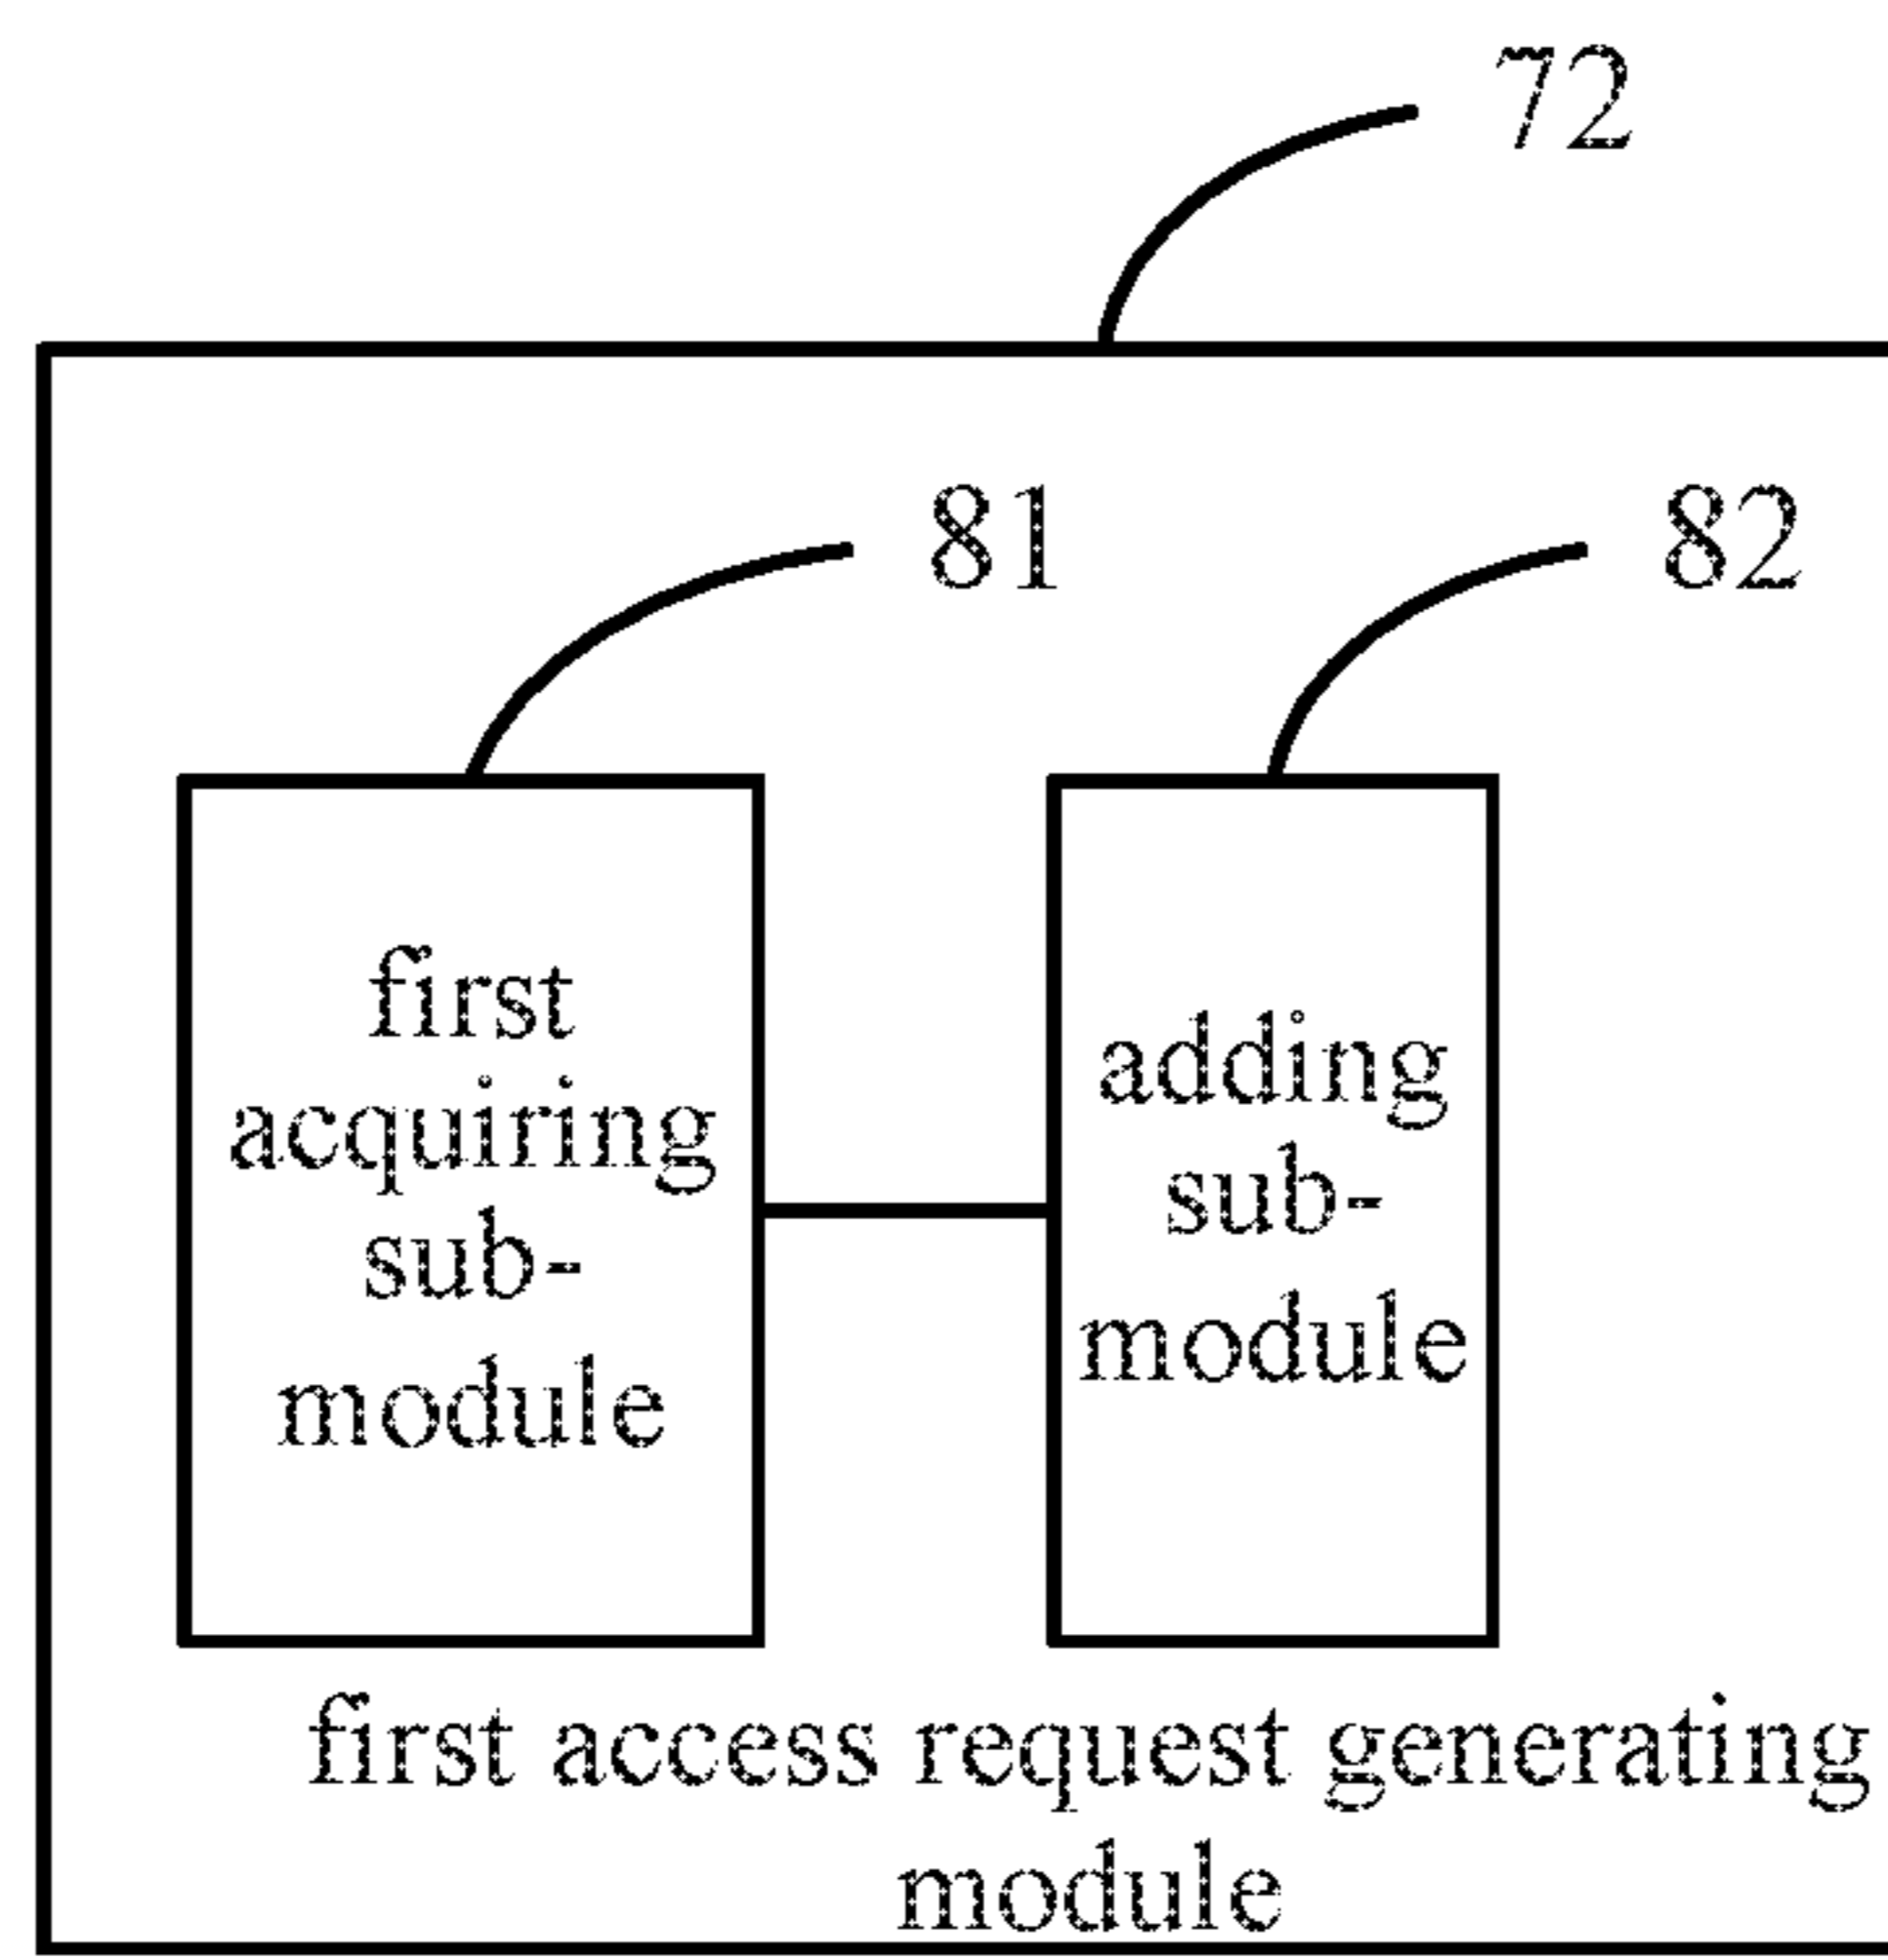 72
81
82
first
acquiring
sub-
module
adding
sub-
module
first access request generating
module